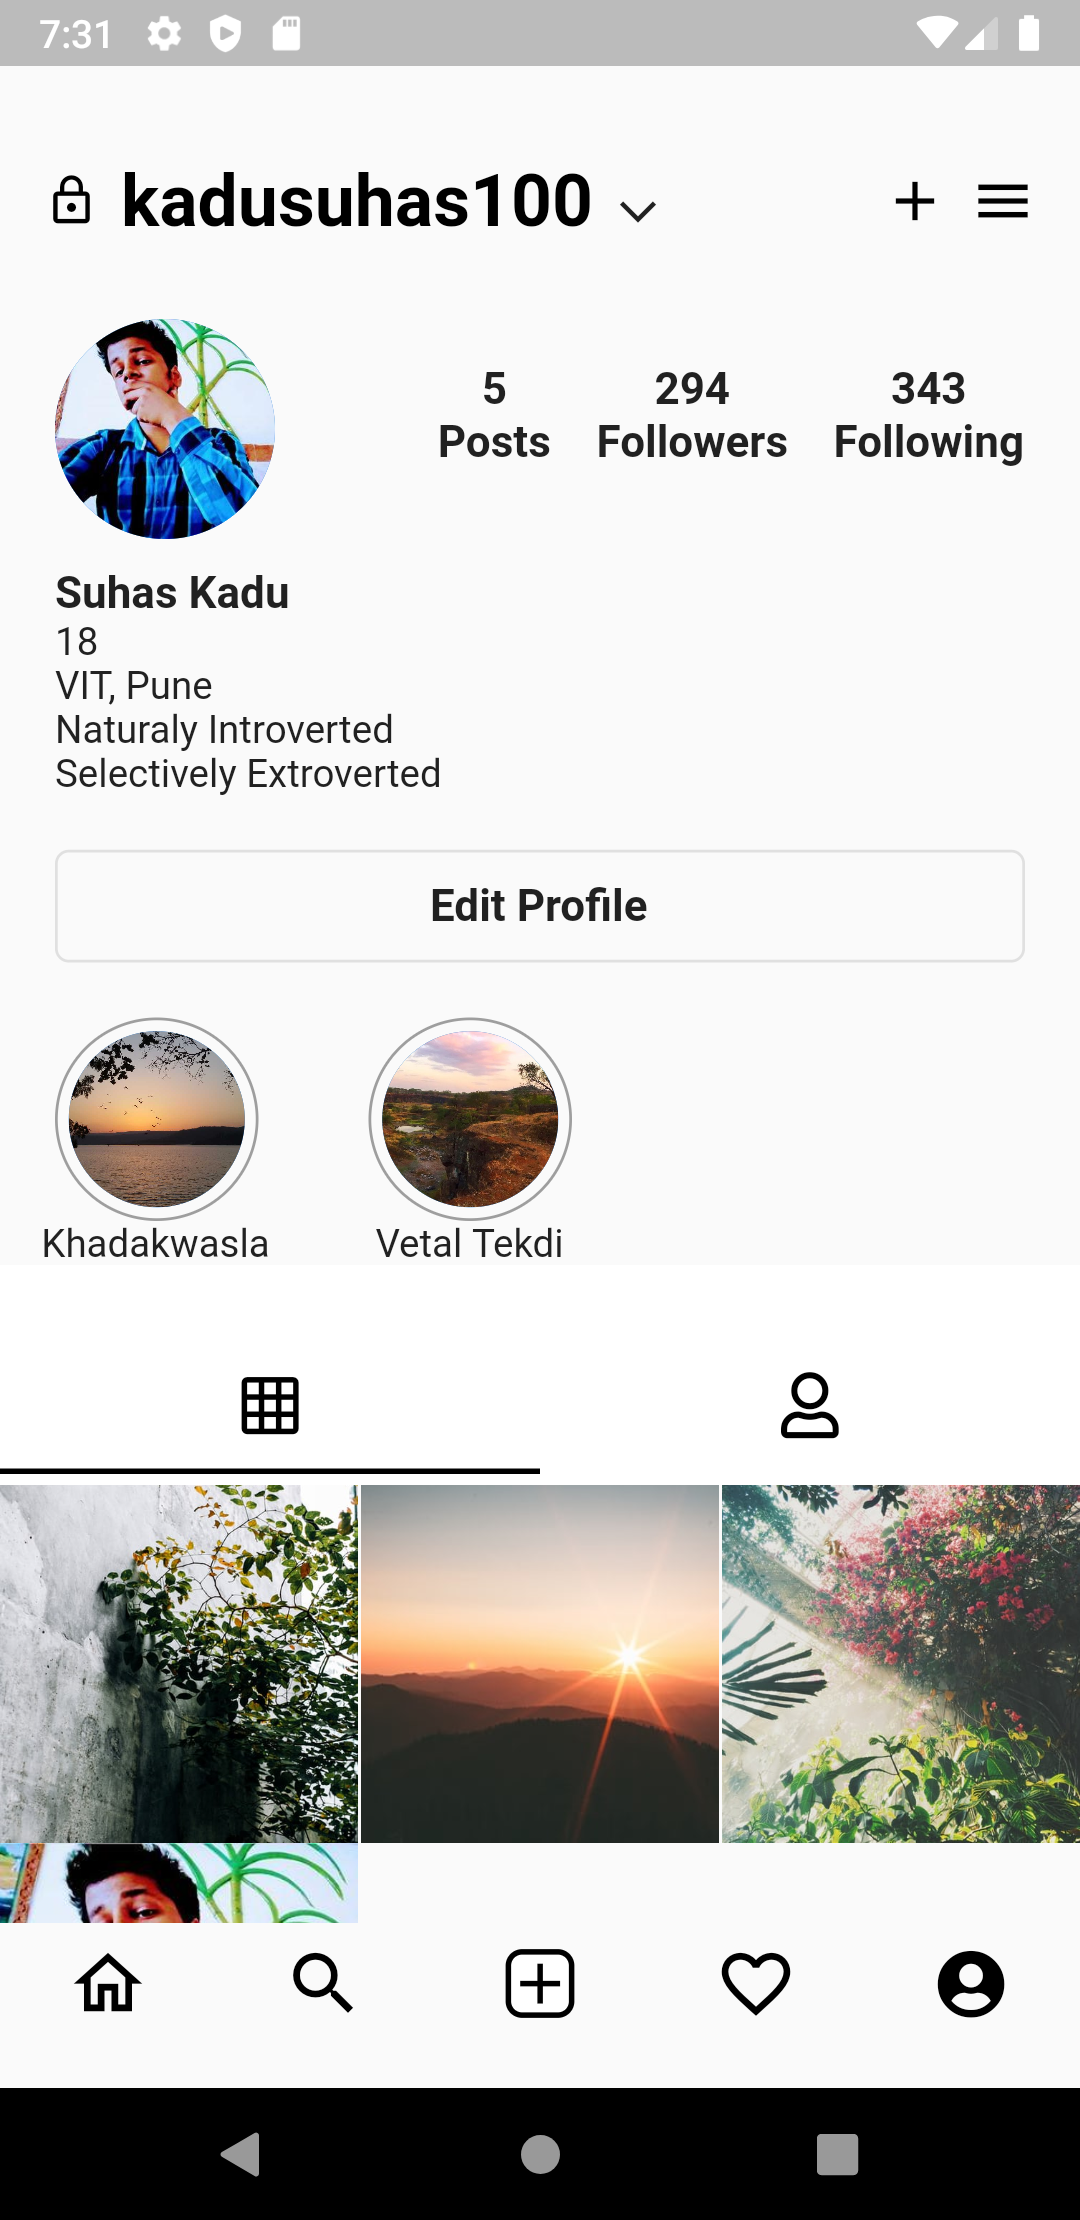 7:31
kadusuhas100
5 294 343
Posts Followers Following
Suhas Kadu
18
VIT, Pune
Naturaly Introverted
Selectively Extroverted
Edit Profile
Khadakwasla Vetal Tekdi